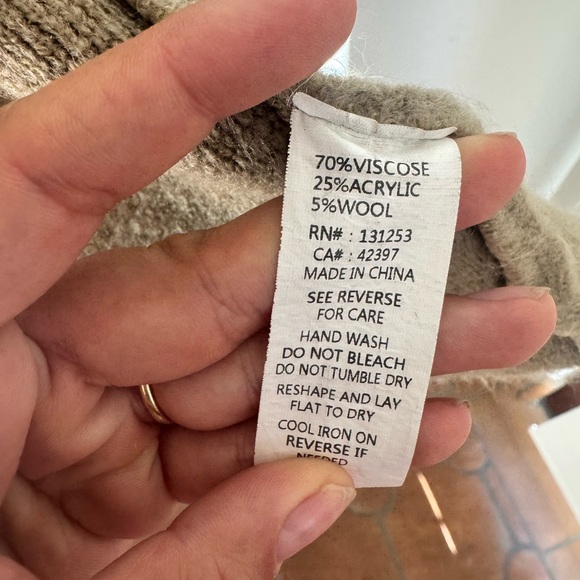 70%VISCOSE
25%ACRYLIC
5%WOOL
RN# : 131253
CA# : 42397
MADE IN CHINA
SEE REVERSE
FOR CARE
HAND WASH
DO NOT BLEACH
DO NOT TUMBLE DRY
RESHAPE AND LAY
FLAT TO DRY
COOL IRON ON
REVERSE IF
NEEDED